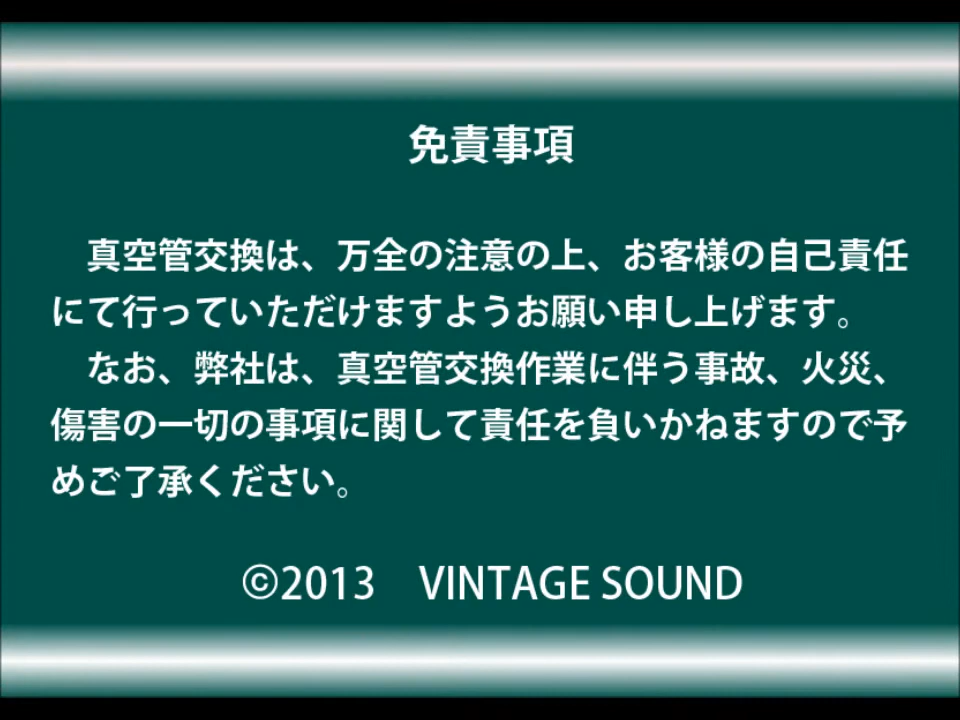 免責事項
　真空管交換は、万全の注意の上、お客様の自己責任
にて行っていただけますようお願い申し上げます。
　なお、弊社は、真空管交換作業に伴う事故、火災、
傷害の一切の事項に関して責任を負いかねますので予
めご了承ください。
©2013　VINTAGE SOUND